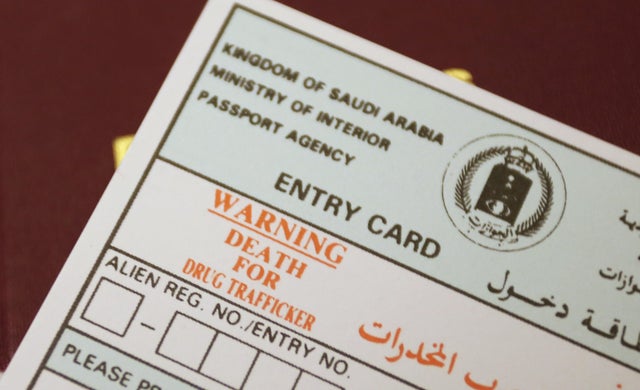 KINGDOM OF SAUDI ARABIA
MINISTRY OF INTERIOR
PASSPORT AGENCY
ENTRY CARD
الجوازات
دخول
WARNING
DEATH
FOR
DRUG TRAFFICKER
المخدرات
ALIEN REG. NO./ENTRY NO.
PLEASE